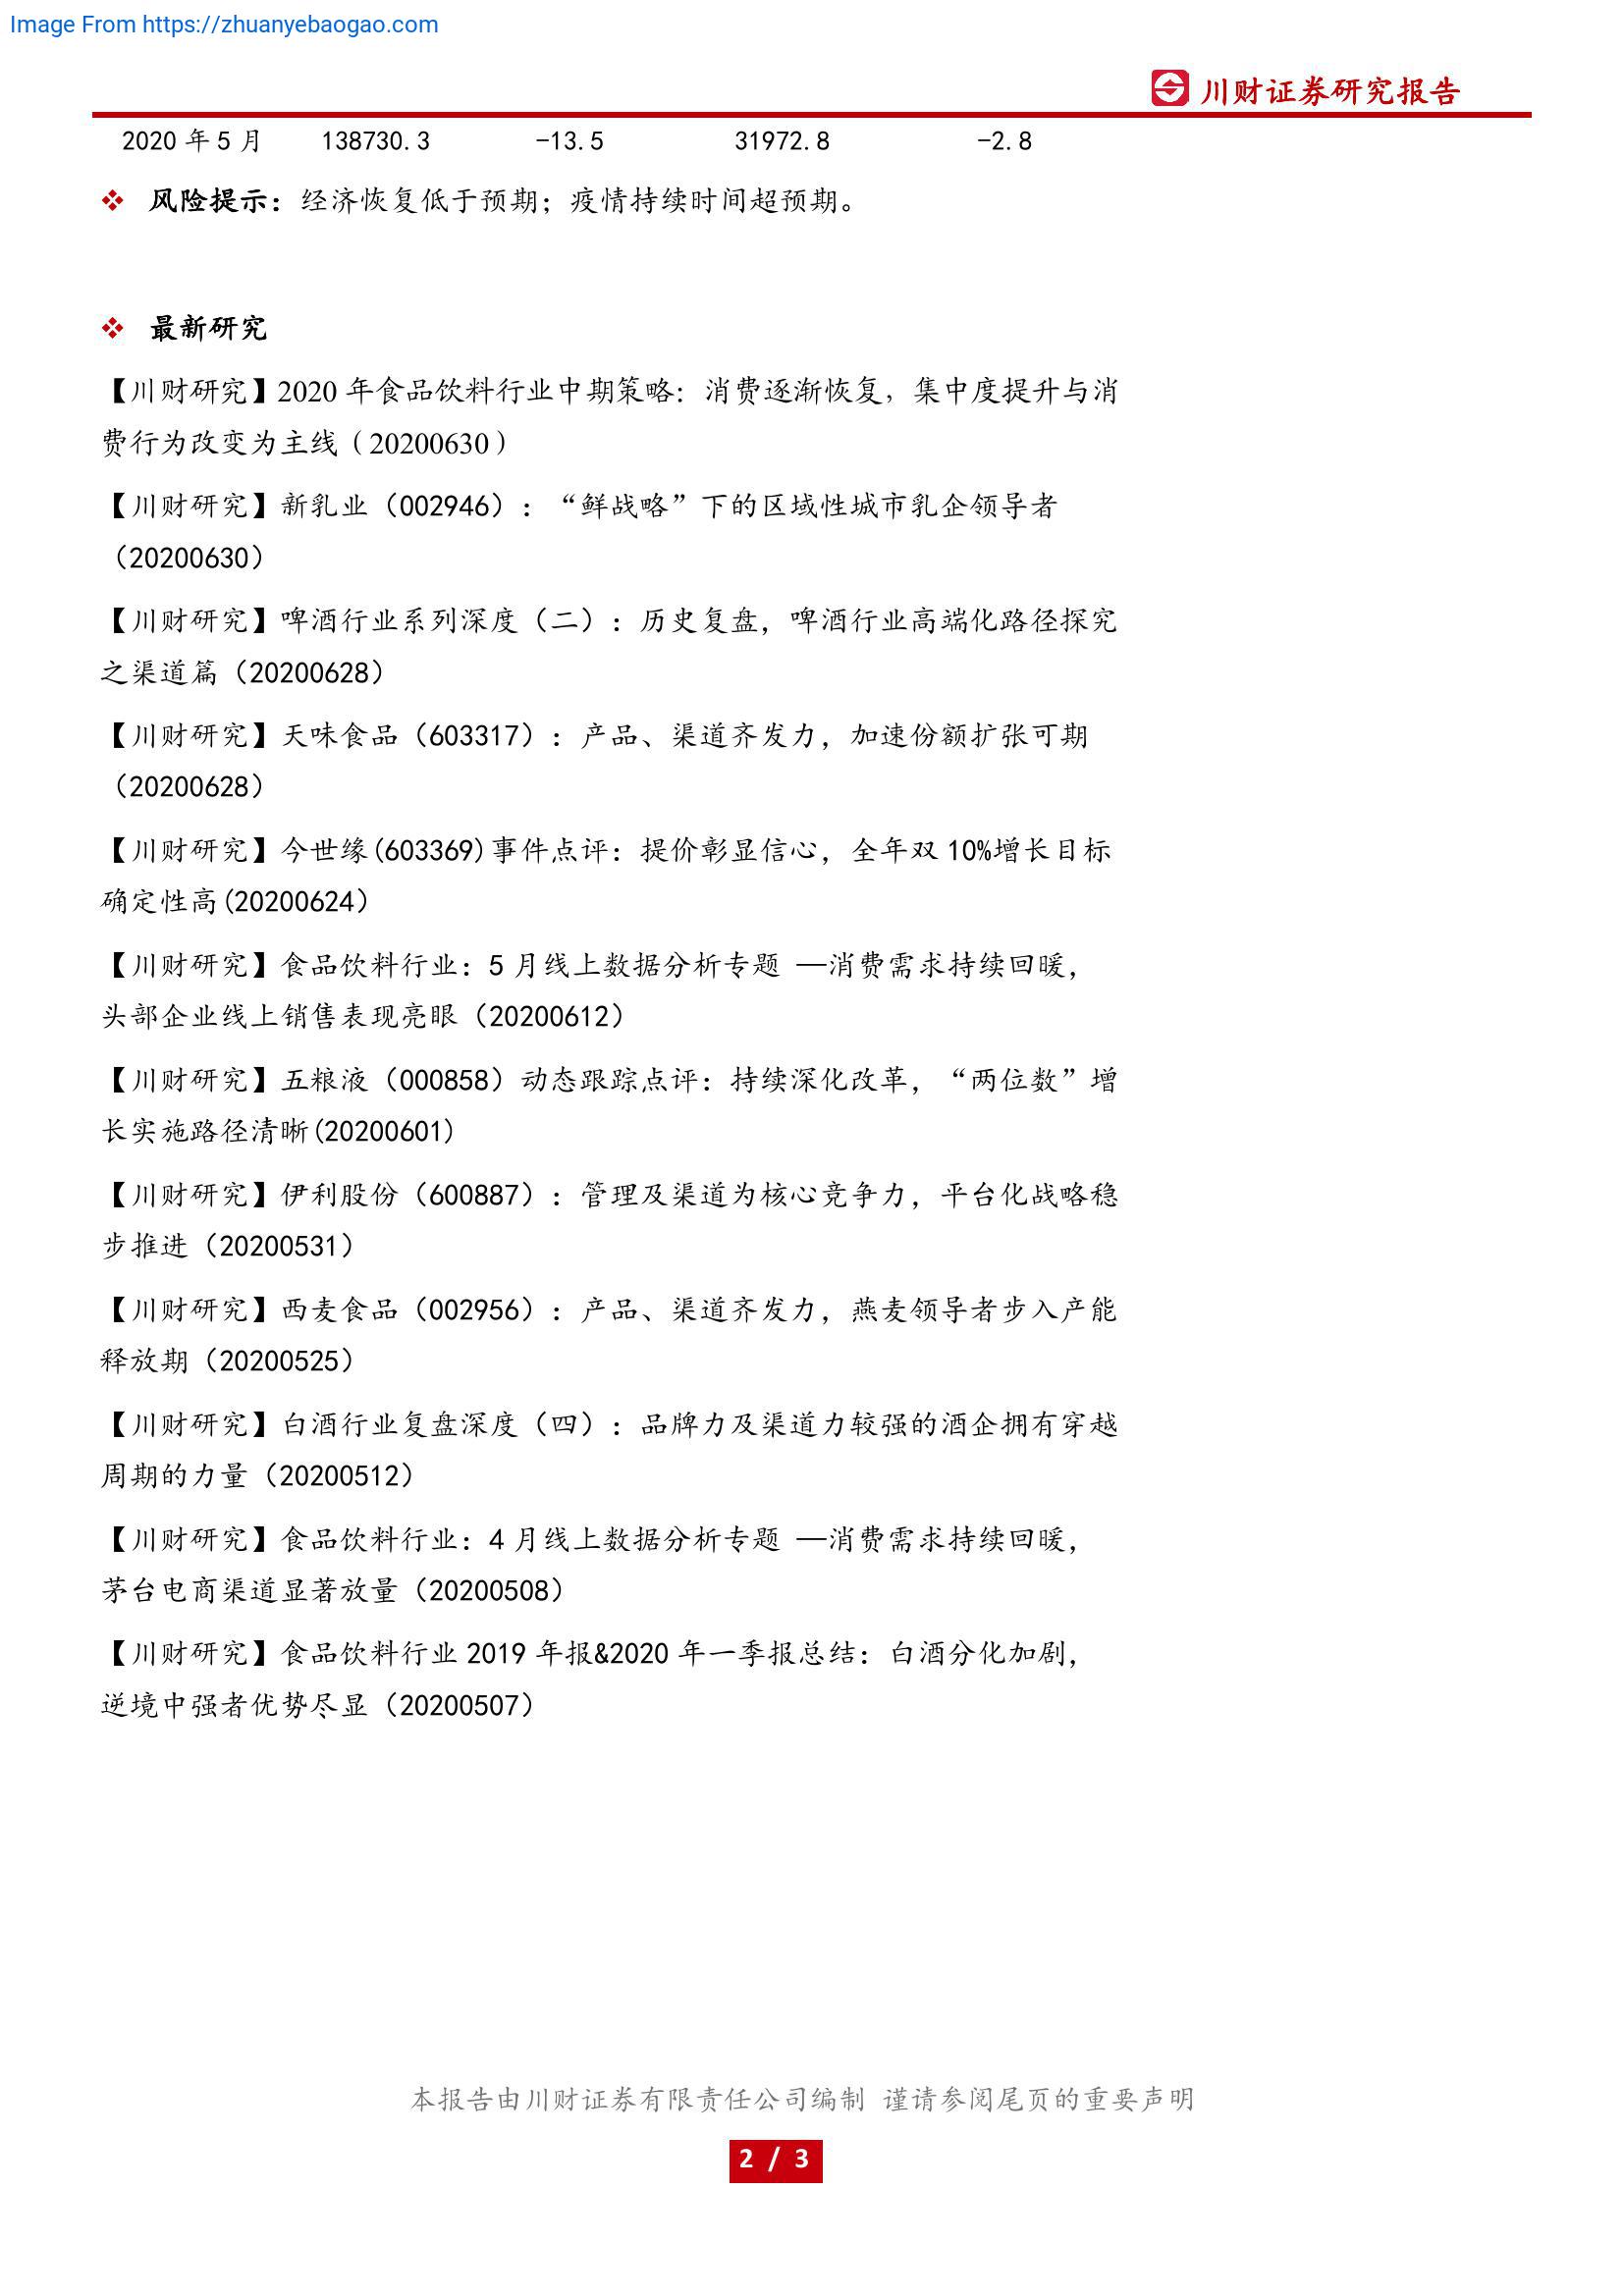 Image From https://zhuanyebaogao.com
川财证券研究报告
2020 年 5 月 138730.3 -13.5 31972.8 -2.8
❖ 风险提示：经济恢复低于预期；疫情持续时间超预期。
❖ 最新研究
【川财研究】2020 年食品饮料行业中期策略：消费逐渐恢复，集中度提升与消
费行为改变为主线（20200630）
【川财研究】新乳业（002946）：“鲜战略”下的区域性城市乳企领导者
（20200630）
【川财研究】啤酒行业系列深度（二）：历史复盘，啤酒行业高端化路径探究
之渠道篇（20200628）
【川财研究】天味食品（603317）：产品、渠道齐发力，加速份额扩张可期
（20200628）
【川财研究】今世缘(603369)事件点评：提价彰显信心，全年双 10%增长目标
确定性高(20200624）
【川财研究】食品饮料行业：5 月线上数据分析专题 —消费需求持续回暖，
头部企业线上销售表现亮眼（20200612）
【川财研究】五粮液（000858）动态跟踪点评：持续深化改革，“两位数”增
长实施路径清晰(20200601)
【川财研究】伊利股份（600887）：管理及渠道为核心竞争力，平台化战略稳
步推进（20200531）
【川财研究】西麦食品（002956）：产品、渠道齐发力，燕麦领导者步入产能
释放期（20200525）
【川财研究】白酒行业复盘深度（四）：品牌力及渠道力较强的酒企拥有穿越
周期的力量（20200512）
【川财研究】食品饮料行业：4 月线上数据分析专题 —消费需求持续回暖，
茅台电商渠道显著放量（20200508）
【川财研究】食品饮料行业 2019 年报&2020 年一季报总结：白酒分化加剧，
逆境中强者优势尽显（20200507）
本报告由川财证券有限责任公司编制 谨请参阅尾页的重要声明
2 / 3